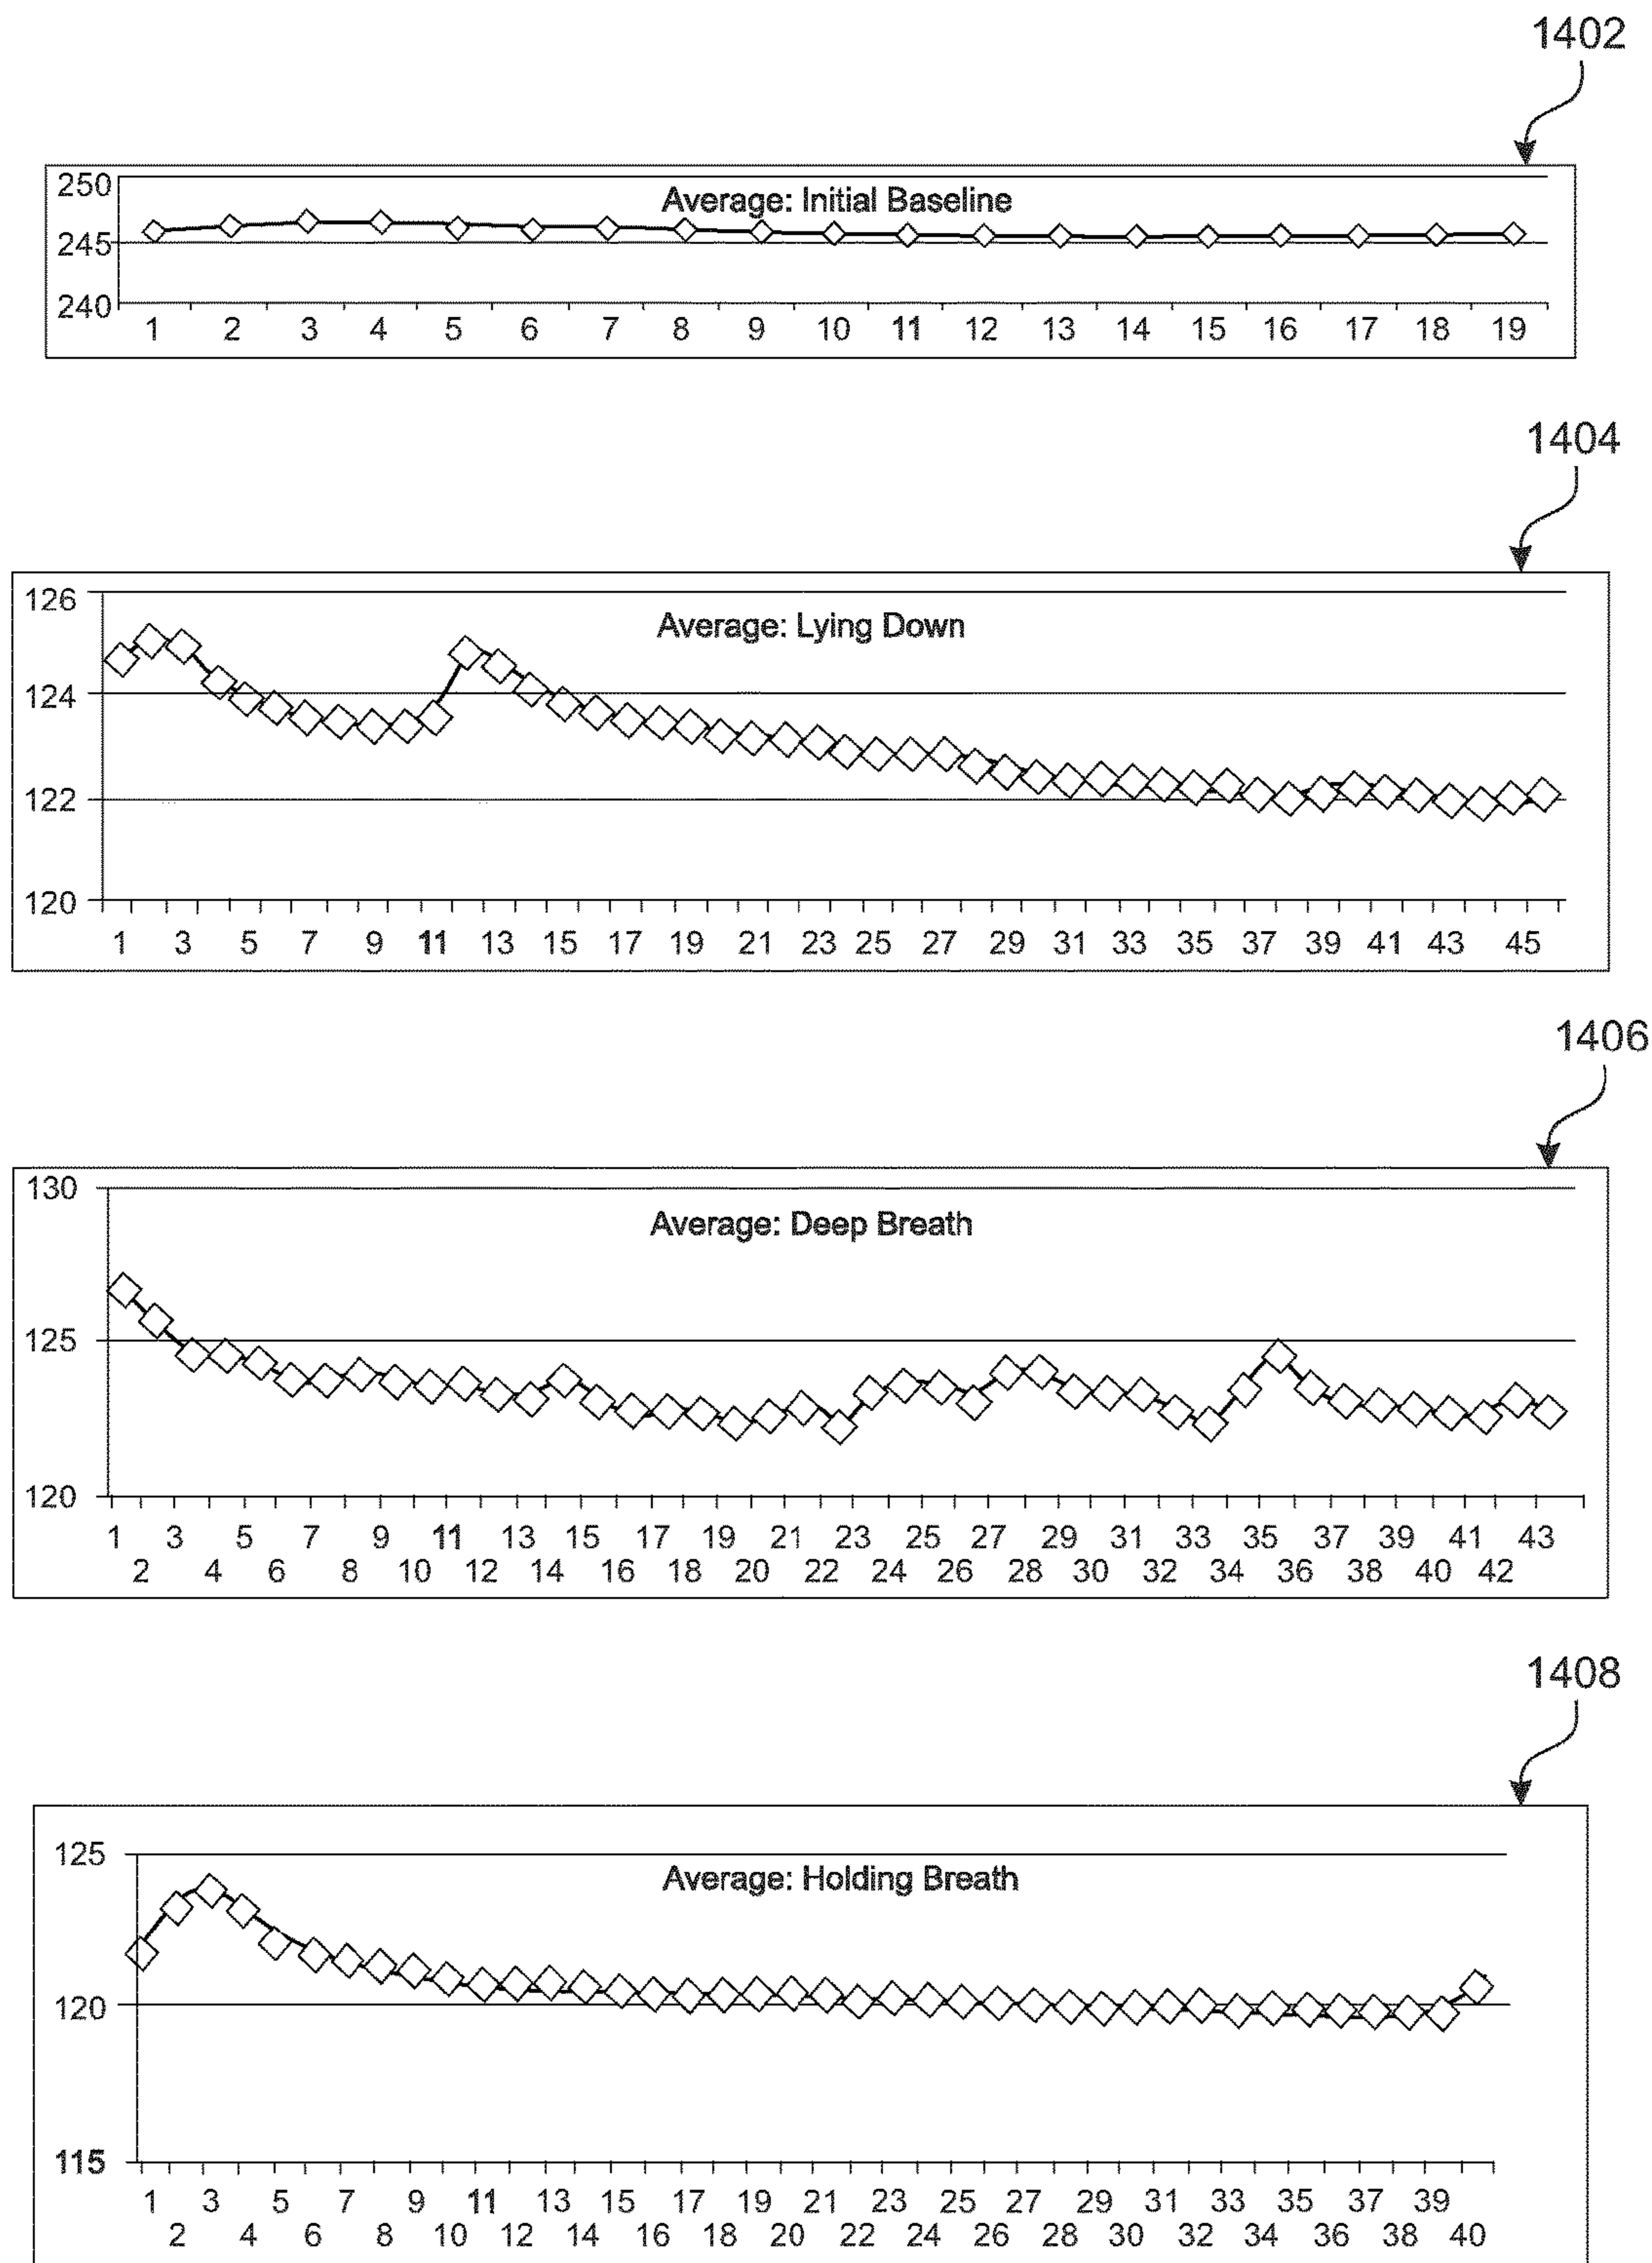 1402
250
Average: Initial Baseline
245
240
1 2 3 4 5 6 7 8 9 10 11 12 13 14 15 16 17 18 19
1404
126
Average: Lying Down
124
122
120
1 3 5 7 9 11 13 15 17 19 21 23 25 27 29 31 33 35 37 39 41 43 45
1406
130
Average: Deep Breath
125
120
1 3 5 7 9 11 13 15 17 19 21 23 25 27 29 31 33 35 37 39 41 43
2 4 6 8 10 12 14 16 18 20 22 24 26 28 30 32 34 36 38 40 42
1408
125
Average: Holding Breath
120
115
1 3 5 7 9 11 13 15 17 19 21 23 25 27 29 31 33 35 37 39
2 4 6 8 10 12 14 16 18 20 22 24 26 28 30 32 34 36 38 40